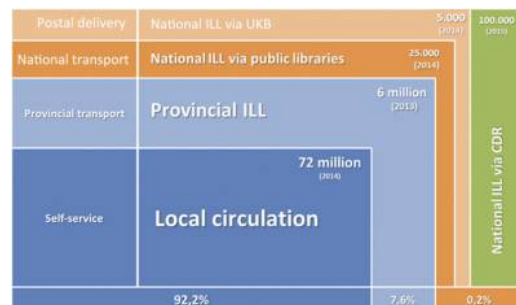 Postal delivery
National ILL via UKB
5.000
(2014)
100.000
(2015)
National transport
National ILL via public libraries
25.000
(2014)
Provincial transport
Provincial ILL
6 million
(2013)
72 million
(2014)
Self-service
Local circulation
National ILL via CDR
92,2%
7,6%
0,2%